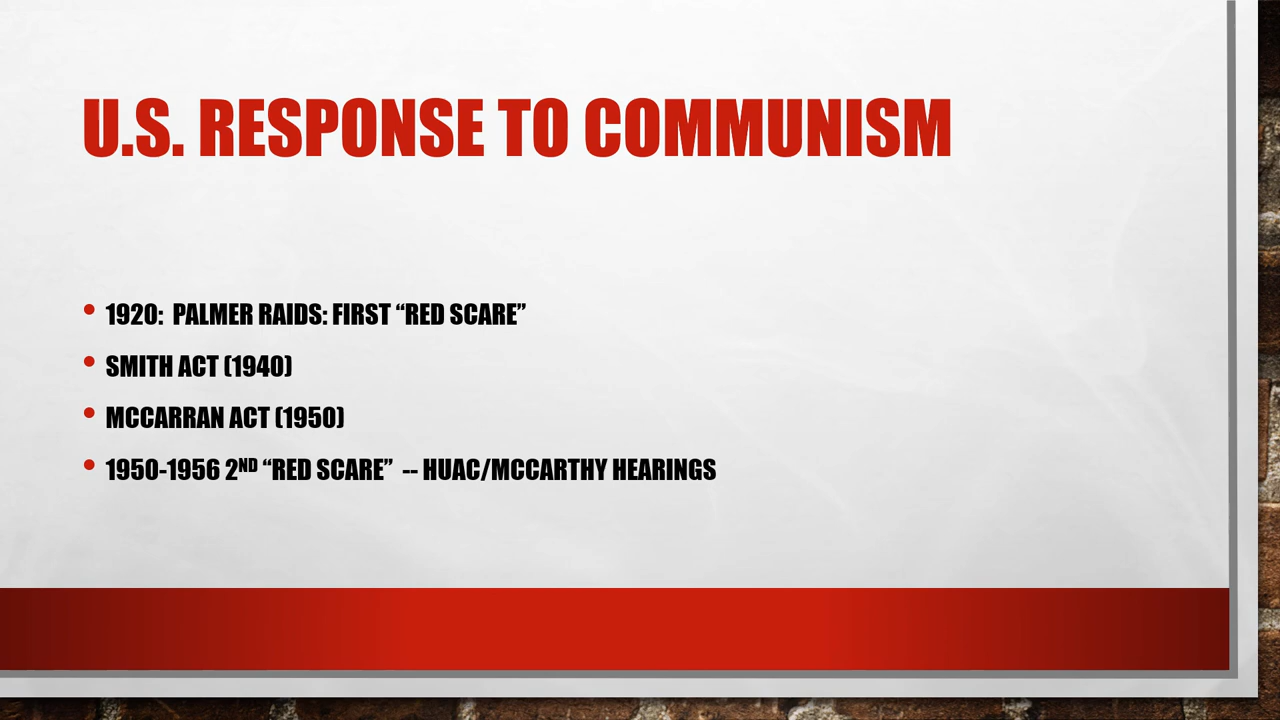 U.S. RESPONSE TO COMMUNISM
• 1920:  PALMER RAIDS: FIRST “RED SCARE”
• SMITH ACT (1940)
• MCCARRAN ACT (1950)
• 1950-1956 2ND “RED SCARE”  -- HUAC/MCCARTHY HEARINGS